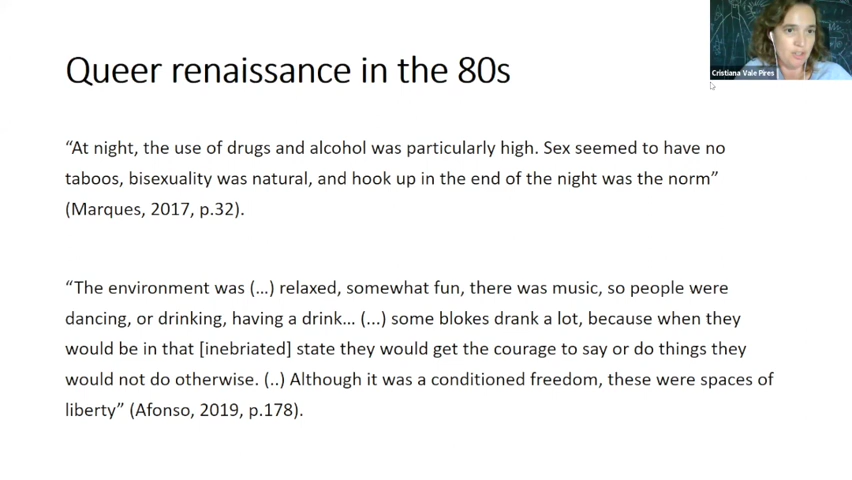 Queer renaissance in the 80s
Cristiana Vale Pires
“At night, the use of drugs and alcohol was particularly high. Sex seemed to have no
taboos, bisexuality was natural, and hook up in the end of the night was the norm”
(Marques, 2017, p.32).
“The environment was (…) relaxed, somewhat fun, there was music, so people were
dancing, or drinking, having a drink… (...) some blokes drank a lot, because when they
would be in that [inebriated] state they would get the courage to say or do things they
would not do otherwise. (..) Although it was a conditioned freedom, these were spaces of
liberty” (Afonso, 2019, p.178).